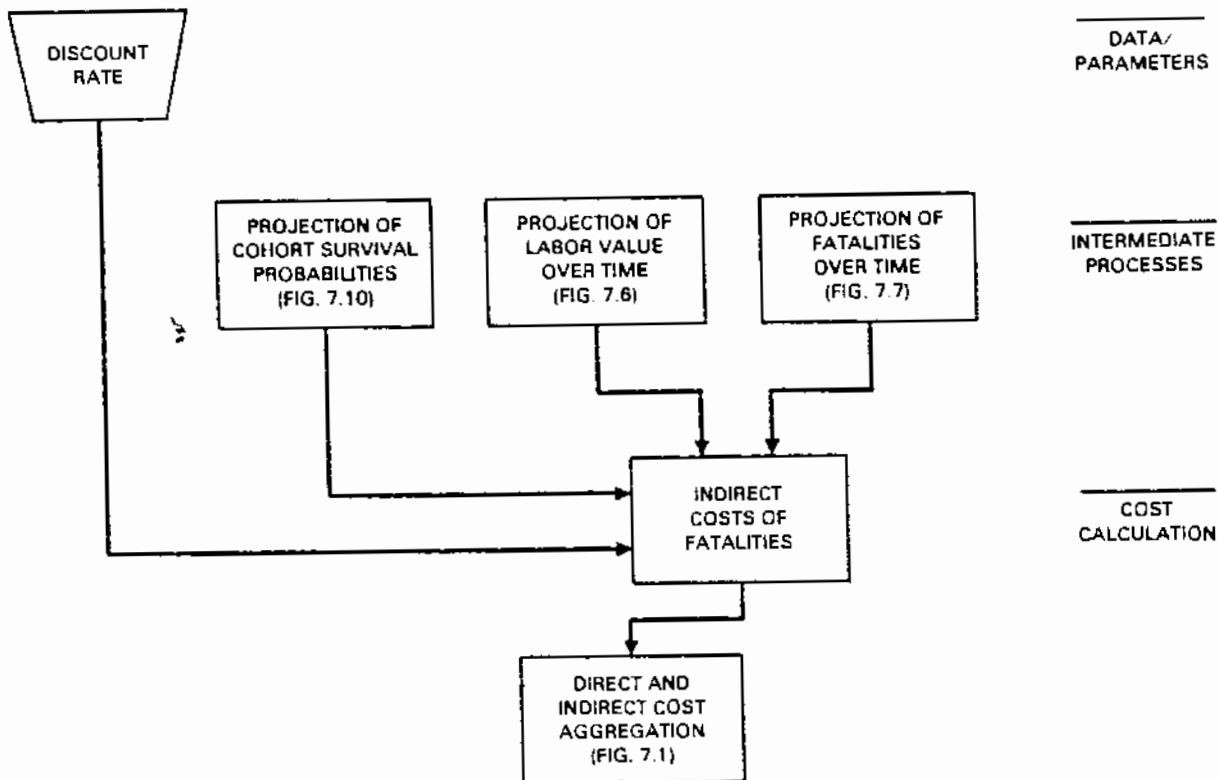 DISCOUNT
RATE
DATA/
PARAMETERS
PROJECTION OF
COHORT SURVIVAL
PROBABILITIES
(FIG. 7.10)
PROJECTION OF
LABOR VALUE
OVER TIME
(FIG. 7.6)
PROJECTION OF
FATALITIES
OVER TIME
(FIG. 7.7)
INTERMEDIATE
PROCESSES
INDIRECT
COSTS OF
FATALITIES
COST
CALCULATION
DIRECT AND
INDIRECT COST
AGGREGATION
(FIG. 7.1)